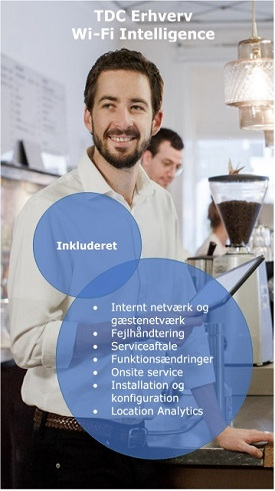 TDC Erhverv
Wi-Fi Intelligence
Inkluderet
• Internt netværk og
gæstenetværk
• Fejlhåndtering
• Serviceaftale
• Funktionsændringer
• Onsite service
• Installation og
konfiguration
• Location Analytics